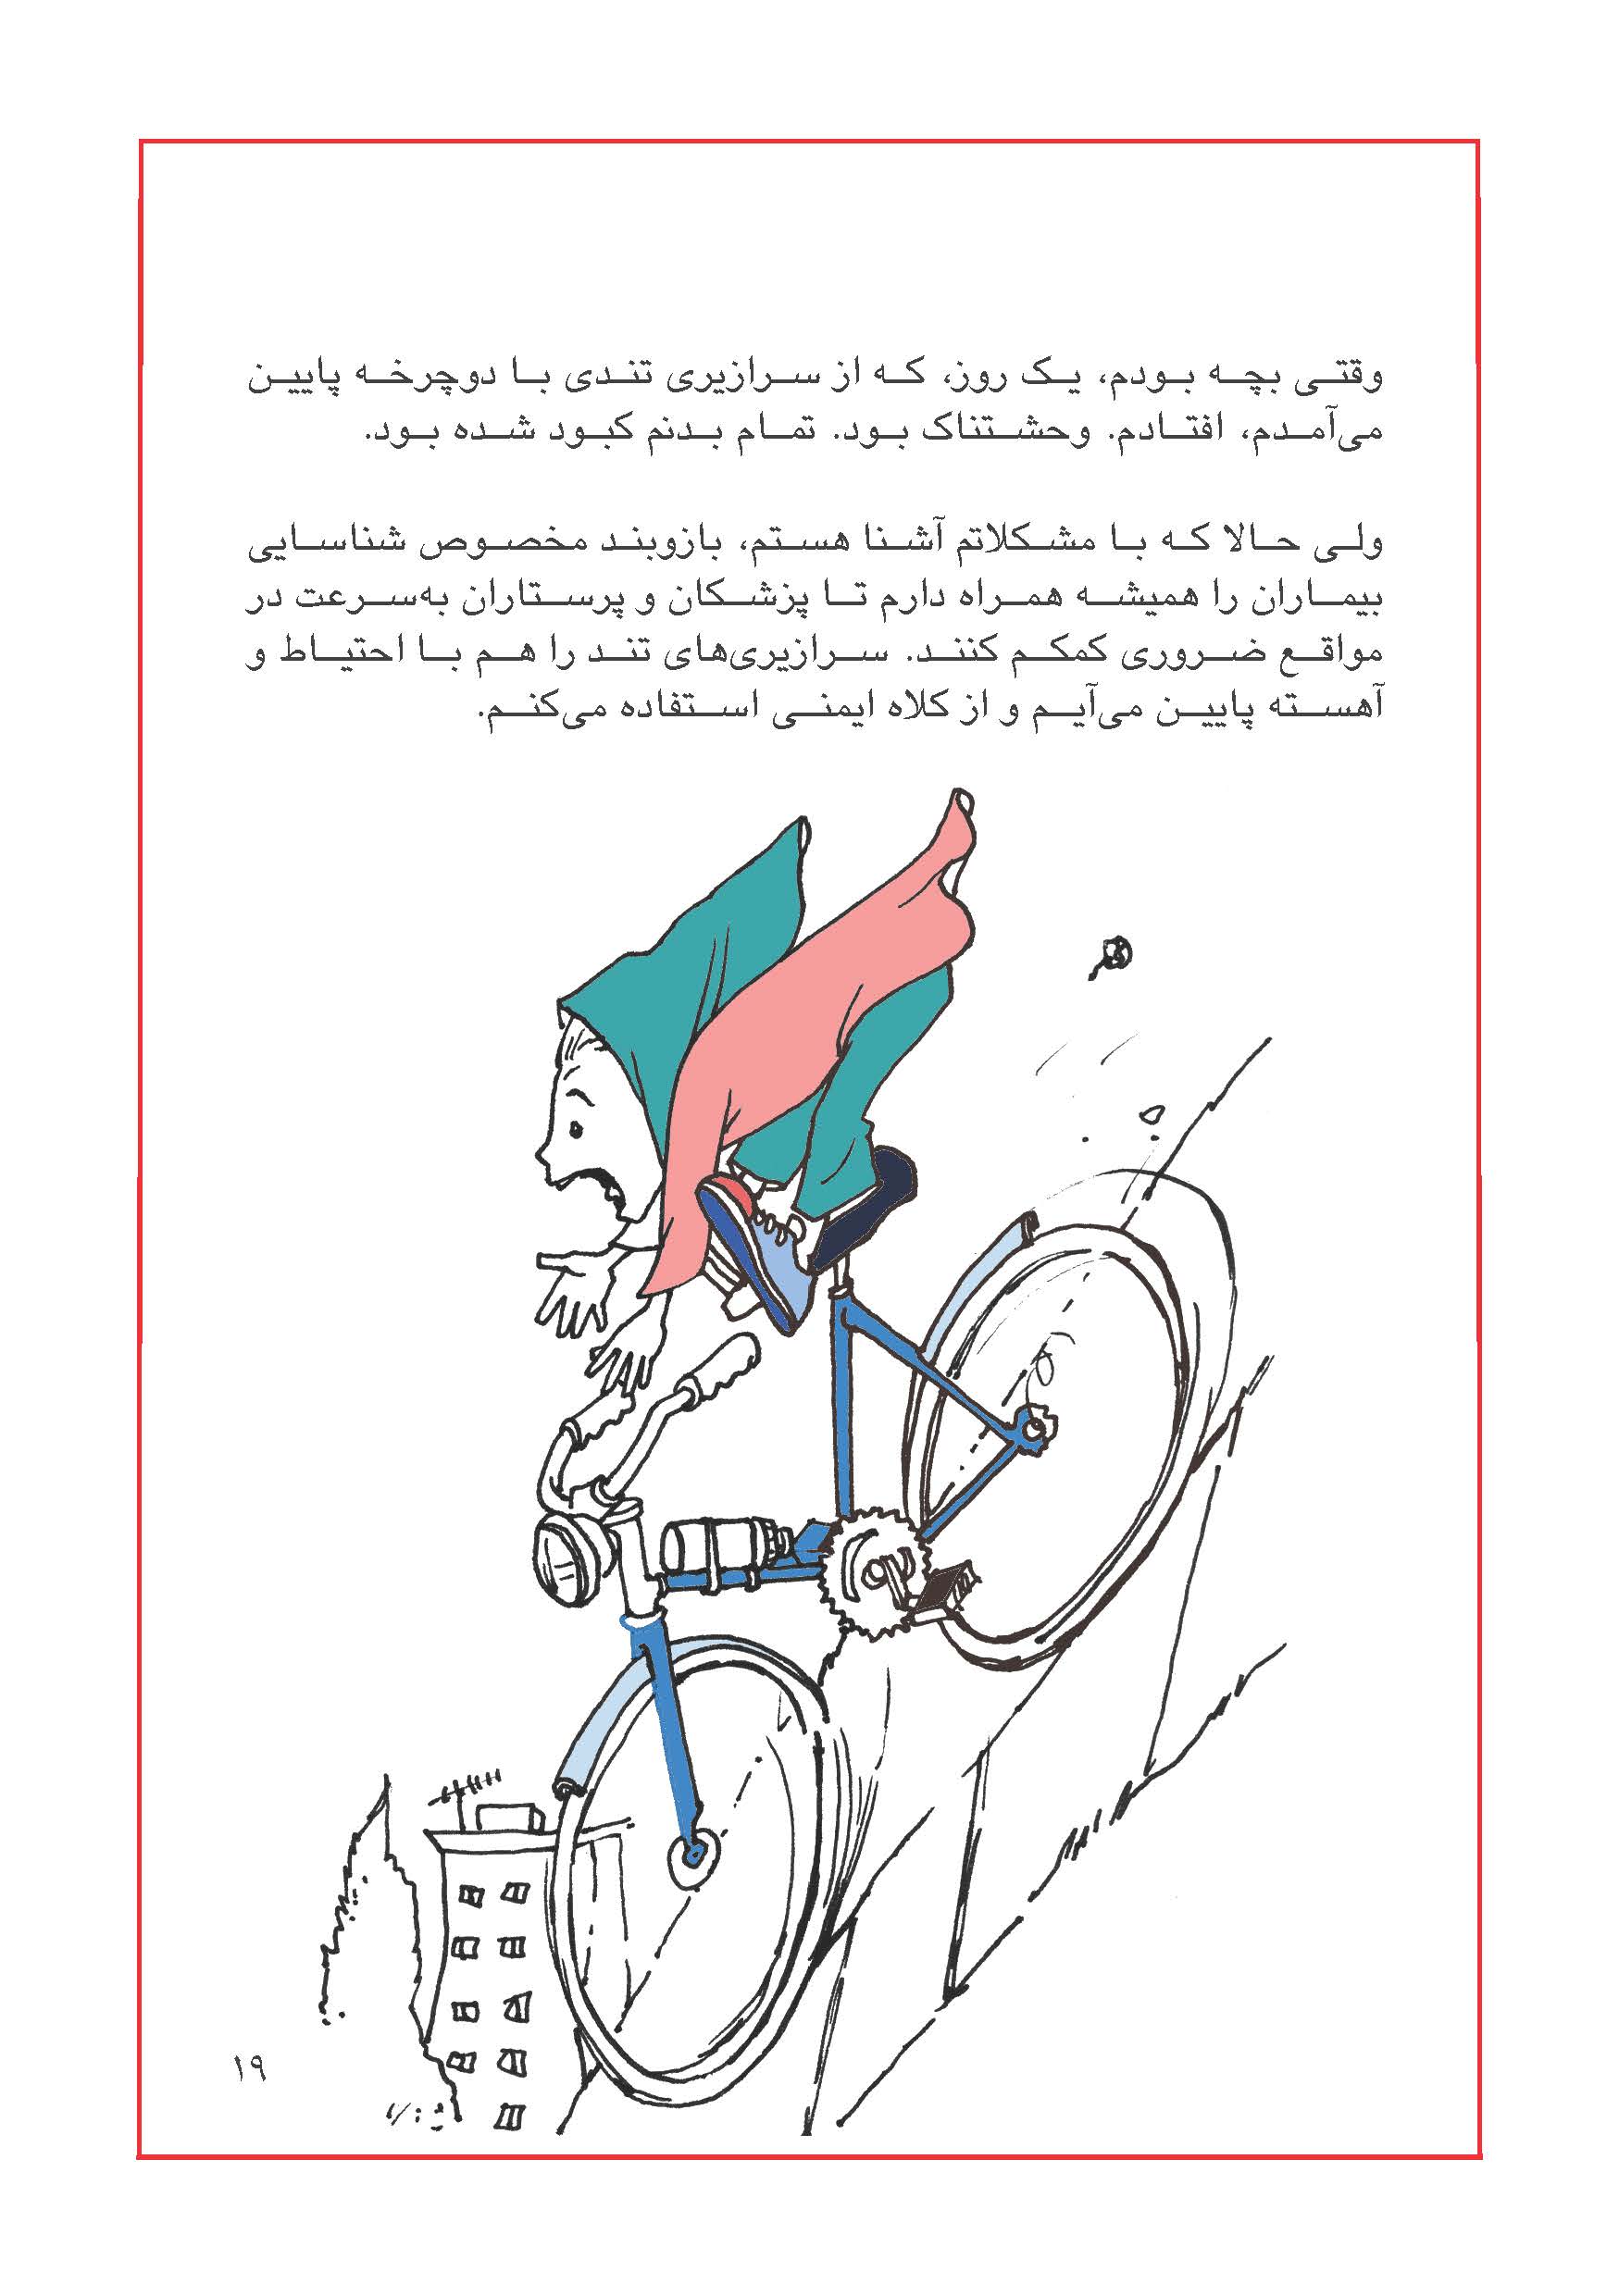 وقتی بچه بودم، یک روز، که از سرازیری تندی با دوچرخه پایین
می‌آمدم، افتادم. وحشتناک بود. تمام بدنم کبود شده بود.
ولی حالا که با مشکلاتم آشنا هستم، بازوبند مخصوص شناسایی
بیماران را همیشه همراه دارم تا پزشکان و پرستاران به‌سرعت در
مواقع ضروری کمکم کنند. سرازیری‌های تند را هم با احتیاط و
آهسته پایین می‌آیم و از کلاه ایمنی استفاده می‌کنم.
۱۹